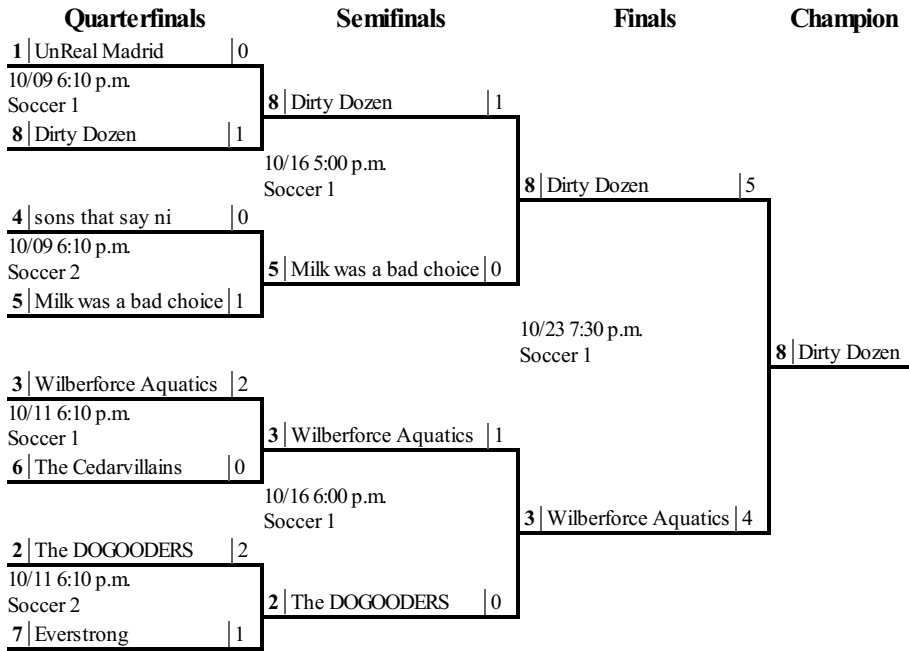 Quarterfinals Semifinals Finals Champion
1 UnReal Madrid 0
10/09 6:10 p.m.
Soccer 1
8 Dirty Dozen 1
8 Dirty Dozen 1
10/16 5:00 p.m.
Soccer 1
4 sons that say ni 0
10/09 6:10 p.m.
Soccer 2
5 Milk was a bad choice 1
5 Milk was a bad choice 0
8 Dirty Dozen 5
10/23 7:30 p.m.
Soccer 1
8 Dirty Dozen
3 Wilberforce Aquatics 2
10/11 6:10 p.m.
Soccer 1
6 The Cedarvillains 0
3 Wilberforce Aquatics 1
10/16 6:00 p.m.
Soccer 1
3 Wilberforce Aquatics 4
2 The DOGOODERS 2
10/11 6:10 p.m.
Soccer 2
7 Everstrong 1
2 The DOGOODERS 0